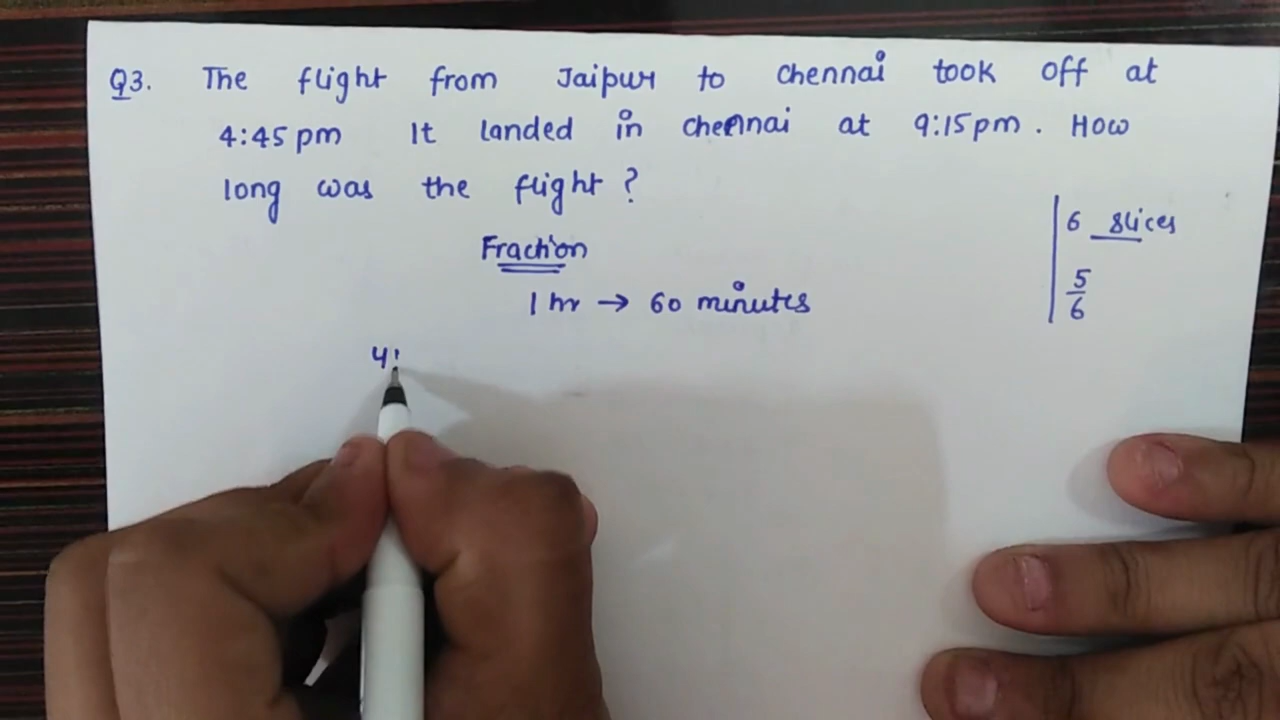 Q3. The flight from Jaipur to Chennai took off at
4:45 pm It landed in Chennai at 9:15 pm. How
long was the flight?
Fraction
1 hr → 60 minutes
6 slices
5/6
4: